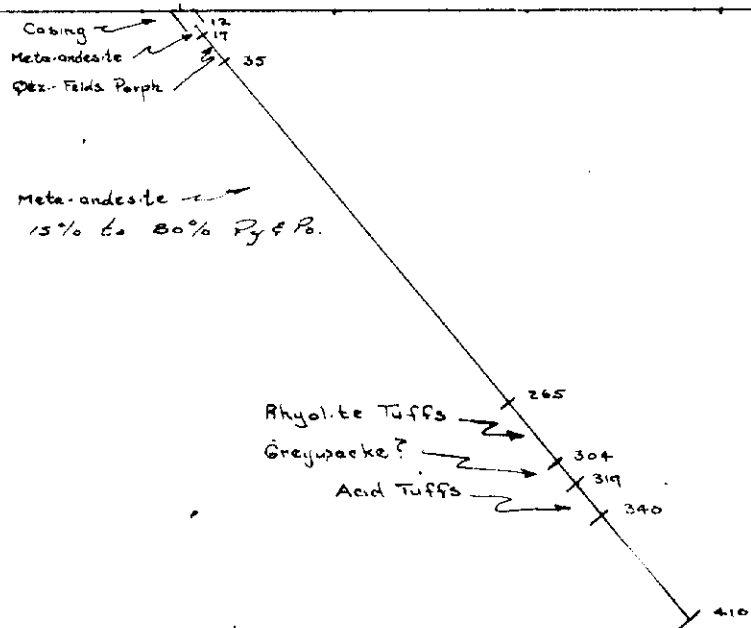 Casing
12
Meta-andesite
19
Qtz-Felds Porph
35
Meta-andesite
15% to 80% Py & Po.
265
Rhyolite Tuffs
304
Greywacke?
319
Acid Tuffs
340
410